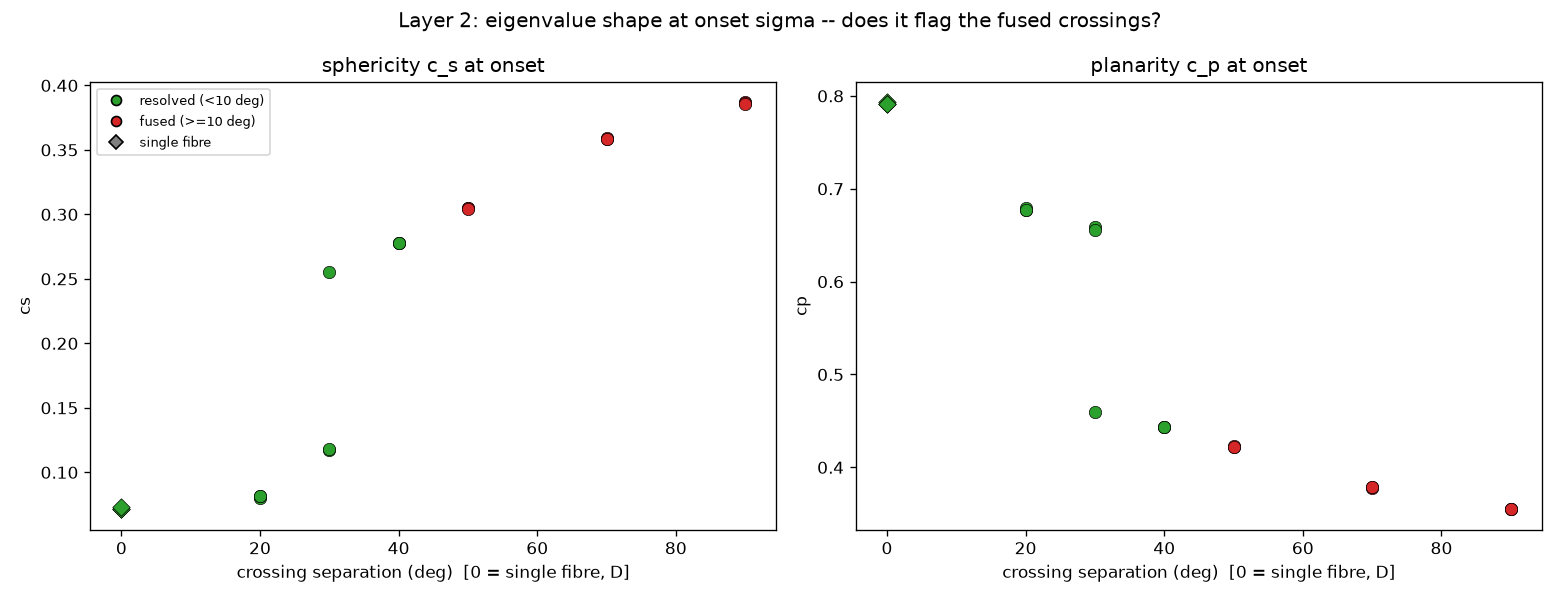 Layer 2: eigenvalue shape at onset sigma -- does it flag the fused crossings?
sphericity c_s at onset
cs
0.40
0.35
0.30
0.25
0.20
0.15
0.10
resolved (<10 deg)
fused (>=10 deg)
single fibre
0 20 40 60 80
crossing separation (deg) [0 = single fibre, D]
planarity c_p at onset
cp
0.8
0.7
0.6
0.5
0.4
0 20 40 60 80
crossing separation (deg) [0 = single fibre, D]